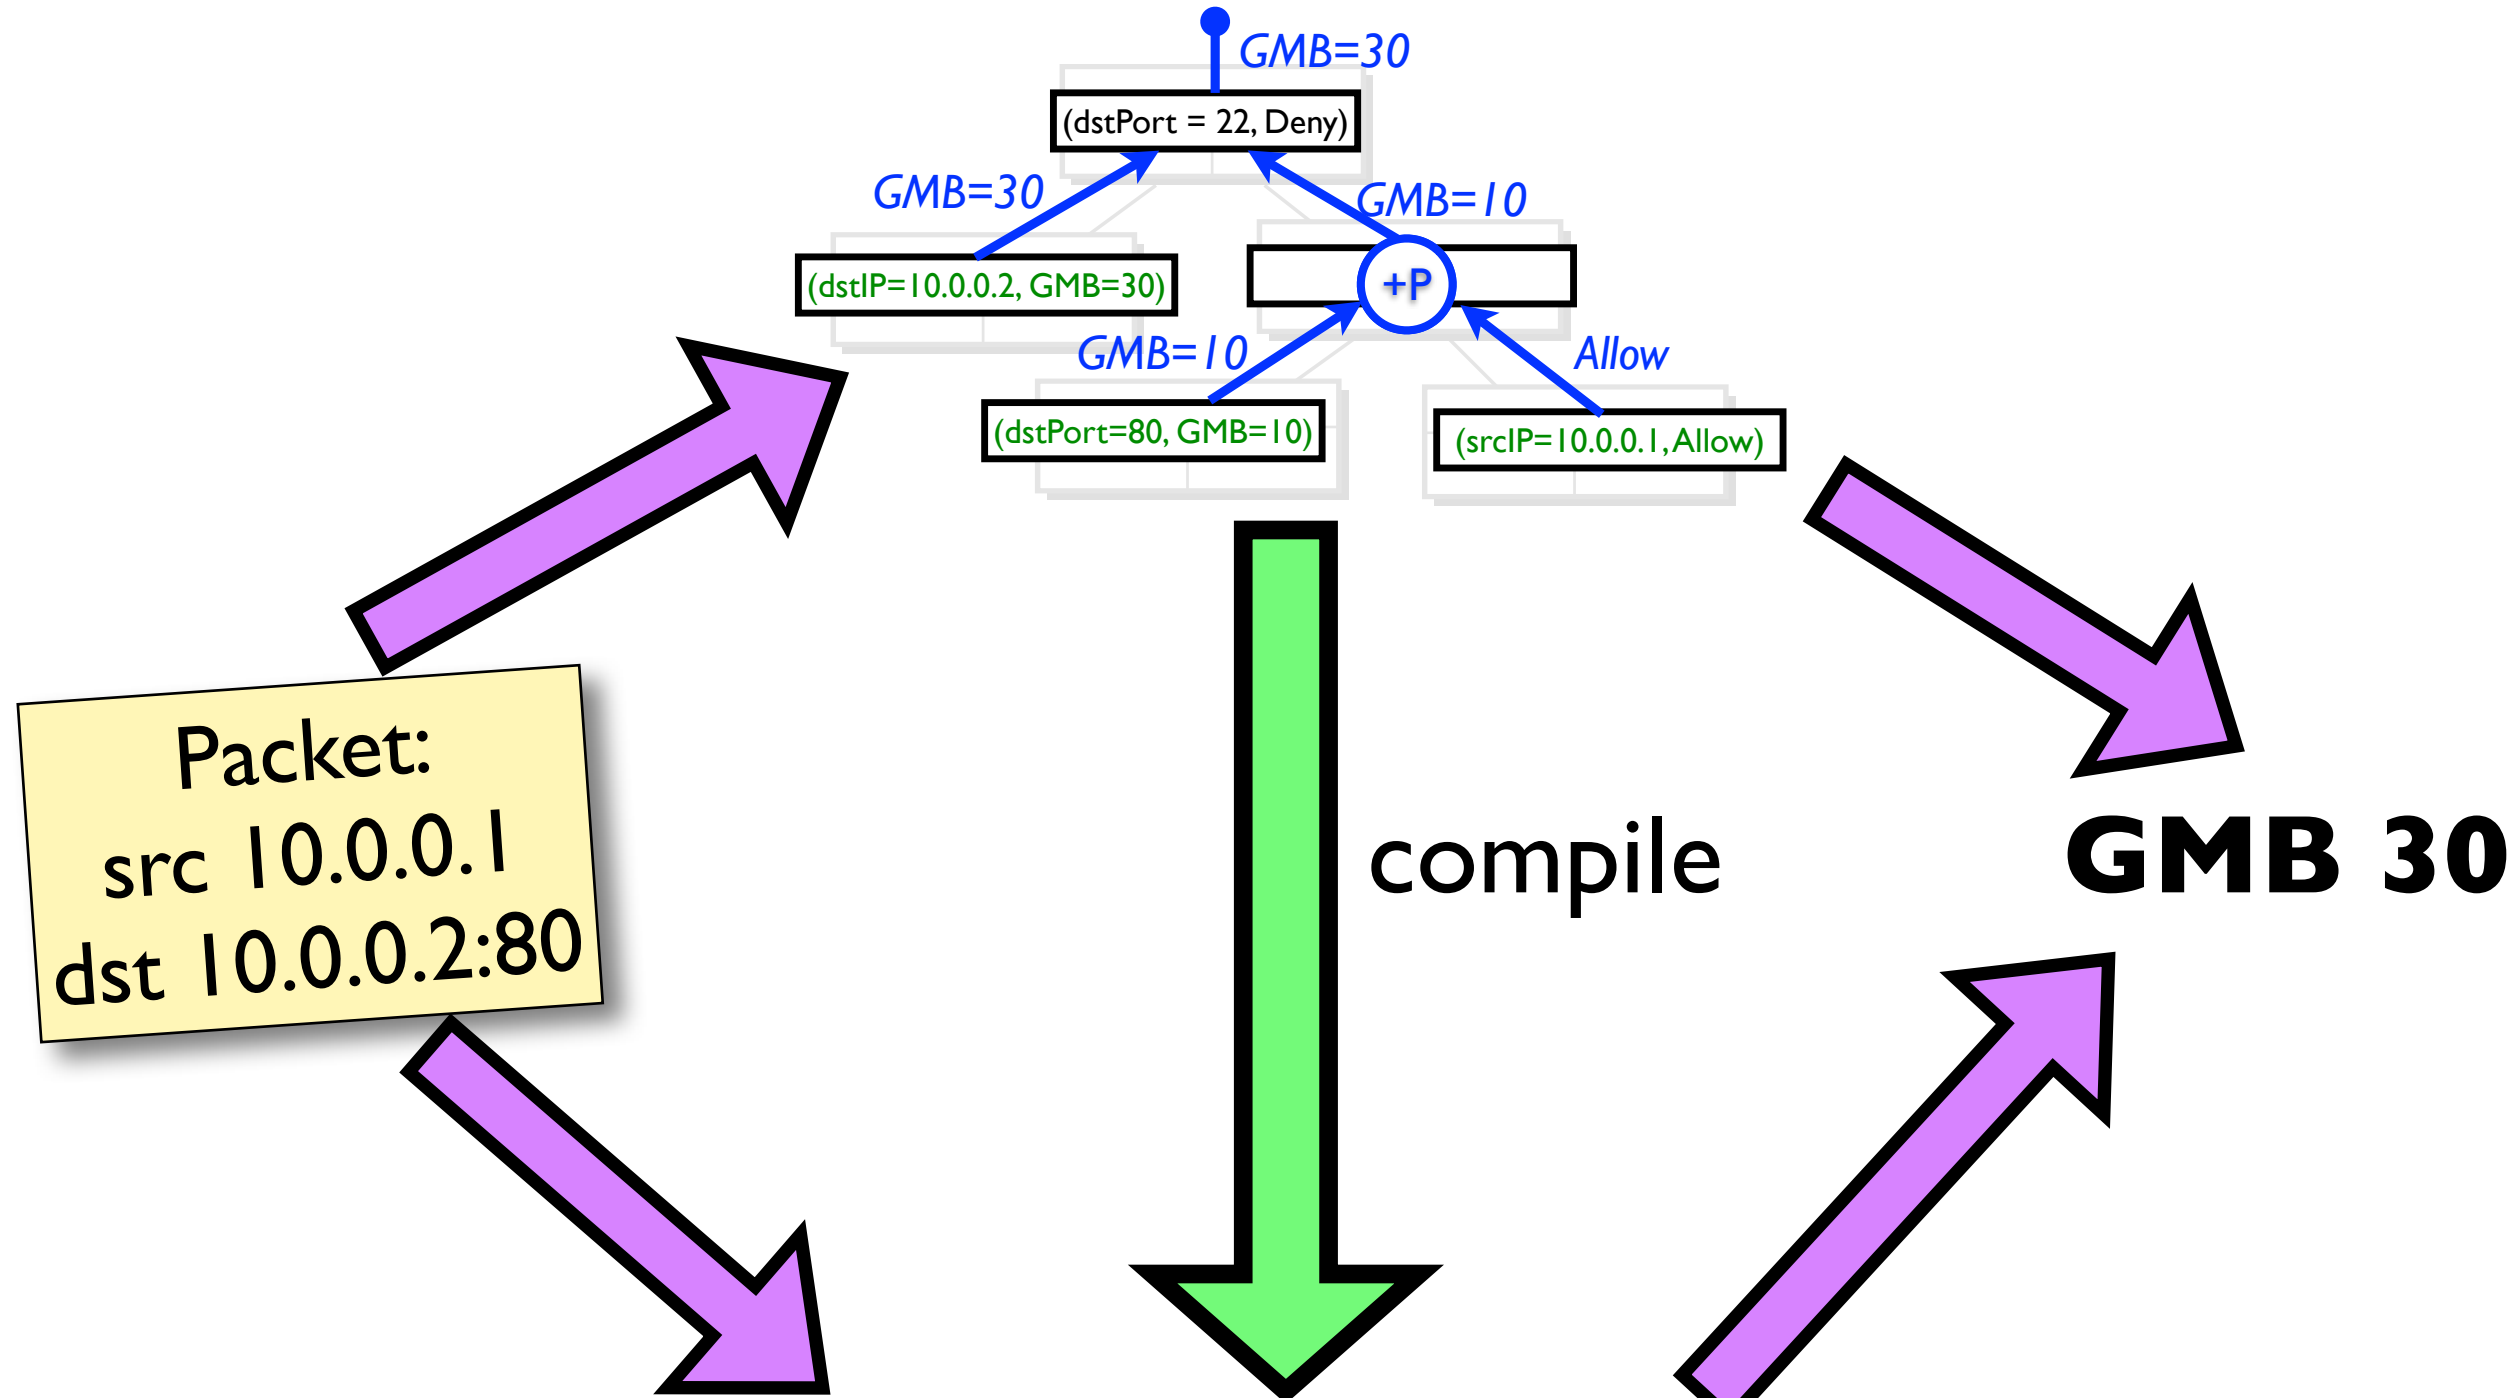 GMB=30
(dstPort = 22, Deny)
GMB=30
GMB=10
(dstIP=10.0.0.2, GMB=30)
+P
GMB=10
Allow
(dstPort=80, GMB=10)
(srcIP=10.0.0.1, Allow)
Packet:
src 10.0.0.1
dst 10.0.0.2:80
compile
GMB 30